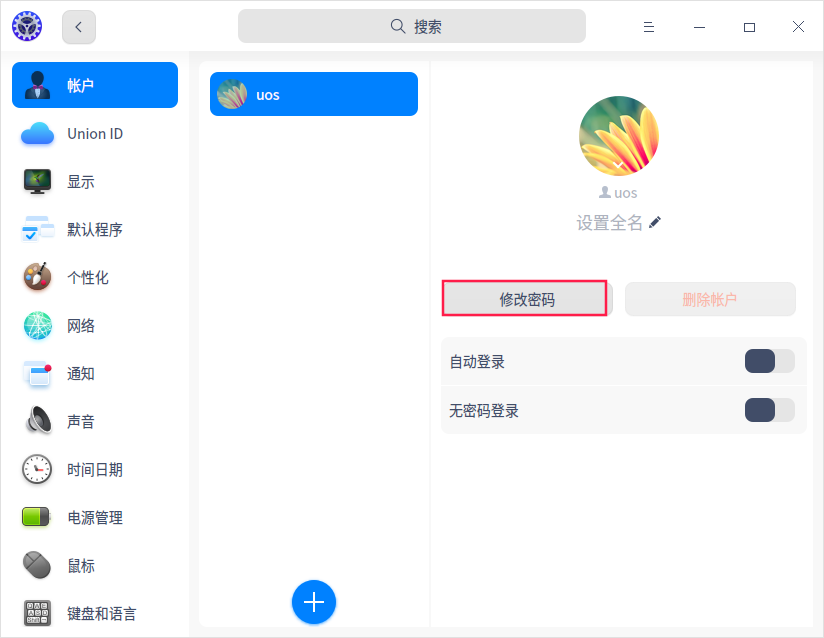 搜索
帐户
Union ID
显示
默认程序
个性化
网络
通知
声音
时间日期
电源管理
鼠标
键盘和语言
uos
uos
设置全名
修改密码
删除帐户
自动登录
无密码登录